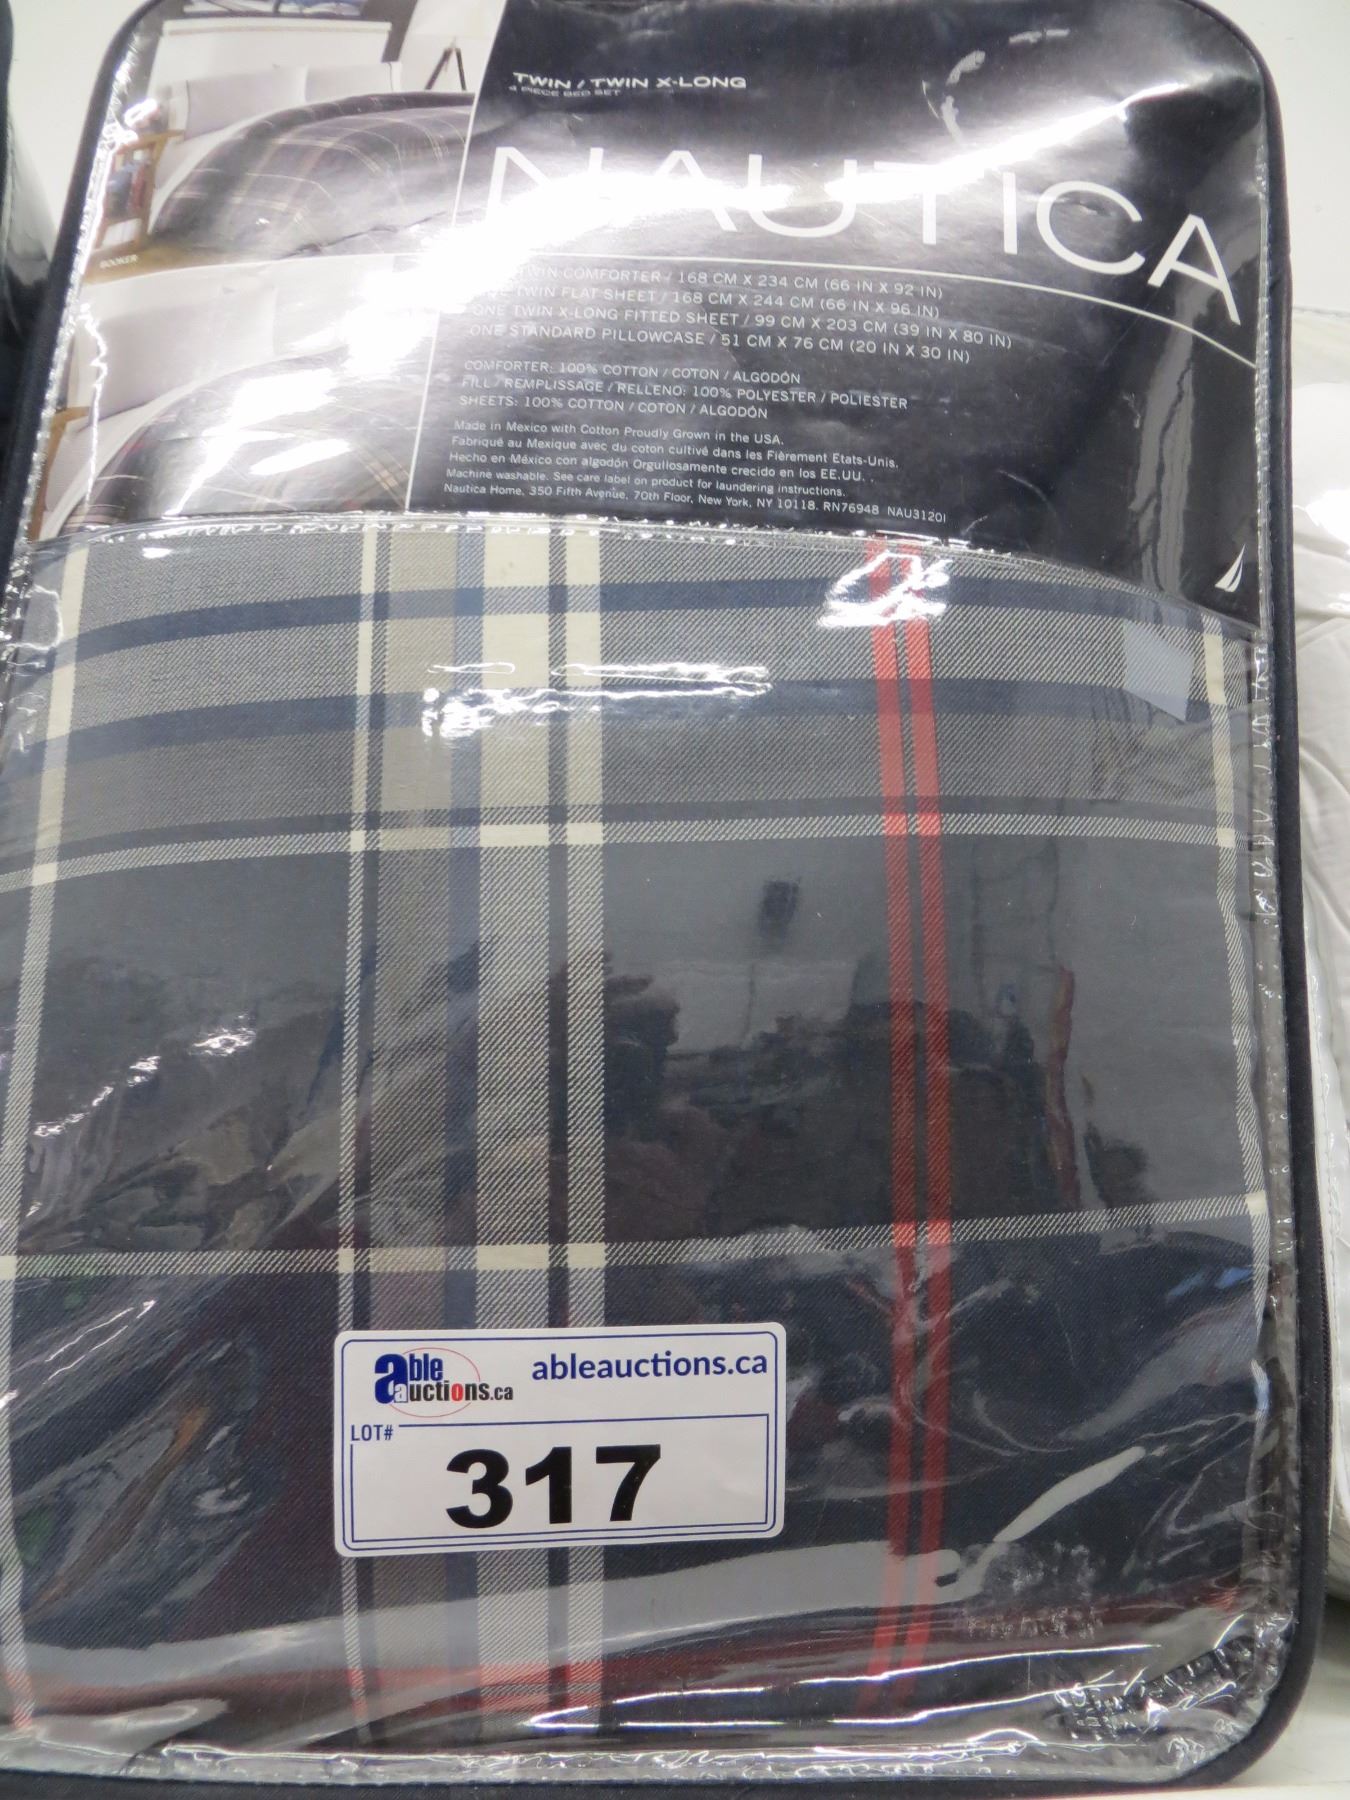 TWIN / TWIN X-LONG
4 PIECE BED SET
NAUTICA
BOOKER
TWIN COMFORTER / 168 CM X 234 CM (66 IN X 92 IN)
TWIN FLAT SHEET / 168 CM X 244 CM (66 IN X 96 IN)
ONE TWIN X-LONG FITTED SHEET / 99 CM X 203 CM (39 IN X 80 IN)
ONE STANDARD PILLOWCASE / 51 CM X 76 CM (20 IN X 30 IN)
COMFORTER: 100% COTTON / COTON / ALGODÓN
FILL / REMPLISSAGE / RELLENO: 100% POLYESTER / POLIESTER
SHEETS: 100% COTTON / COTON / ALGODÓN
Made in Mexico with Cotton Proudly Grown in the USA.
Fabriqué au Mexique avec du coton cultivé dans les Fièrement Etats-Unis.
Hecho en México con algodón Orgullosamente crecido en los EE.UU.
Machine washable. See care label on product for laundering instructions.
Nautica Home, 350 Fifth Avenue, 70th Floor, New York, NY 10118. RN76948 NAU31201
able auctions.ca
ableauctions.ca
LOT#
317